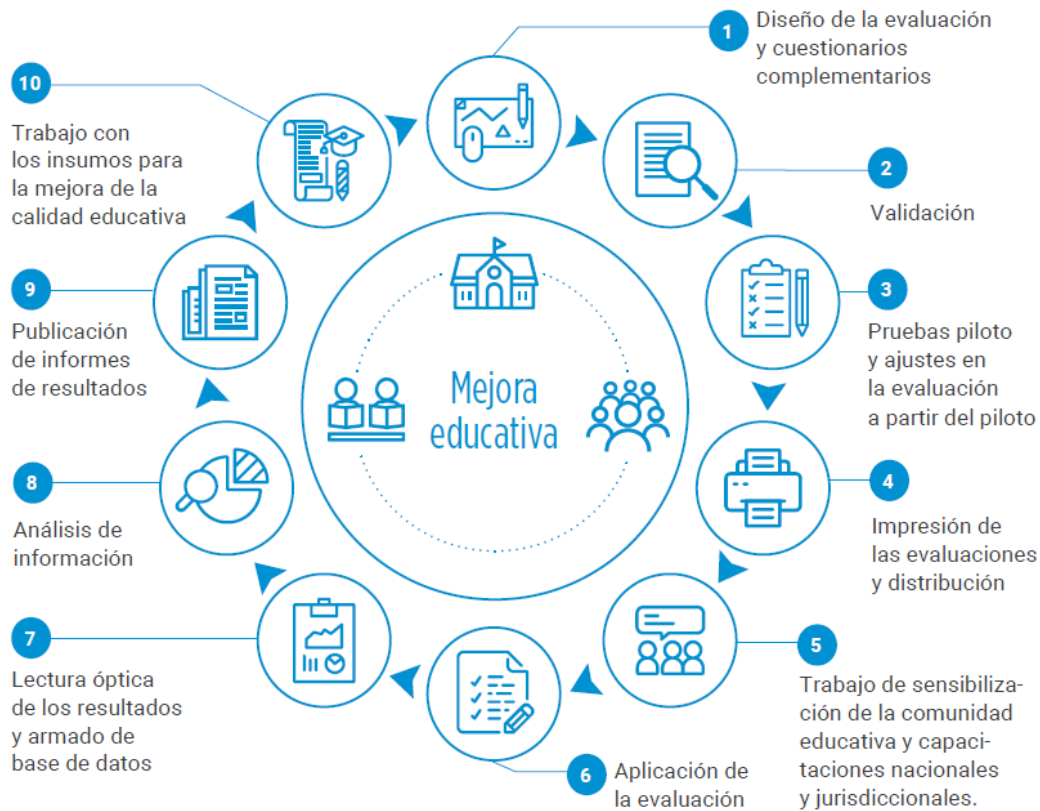 1
Diseño de la evaluación
y cuestionarios
complementarios
2
Validación
3
Pruebas piloto
y ajustes en
la evaluación
a partir del piloto
4
Impresión de
las evaluaciones
y distribución
5
Trabajo de sensibiliza-
ción de la comunidad
educativa y capaci-
taciones nacionales
y jurisdiccionales.
6
Aplicación de
la evaluación
7
Lectura óptica
de los resultados
y armado de
base de datos
8
Análisis de
información
9
Publicación
de informes
de resultados
10
Trabajo con
los insumos para
la mejora de la
calidad educativa
Mejora
educativa